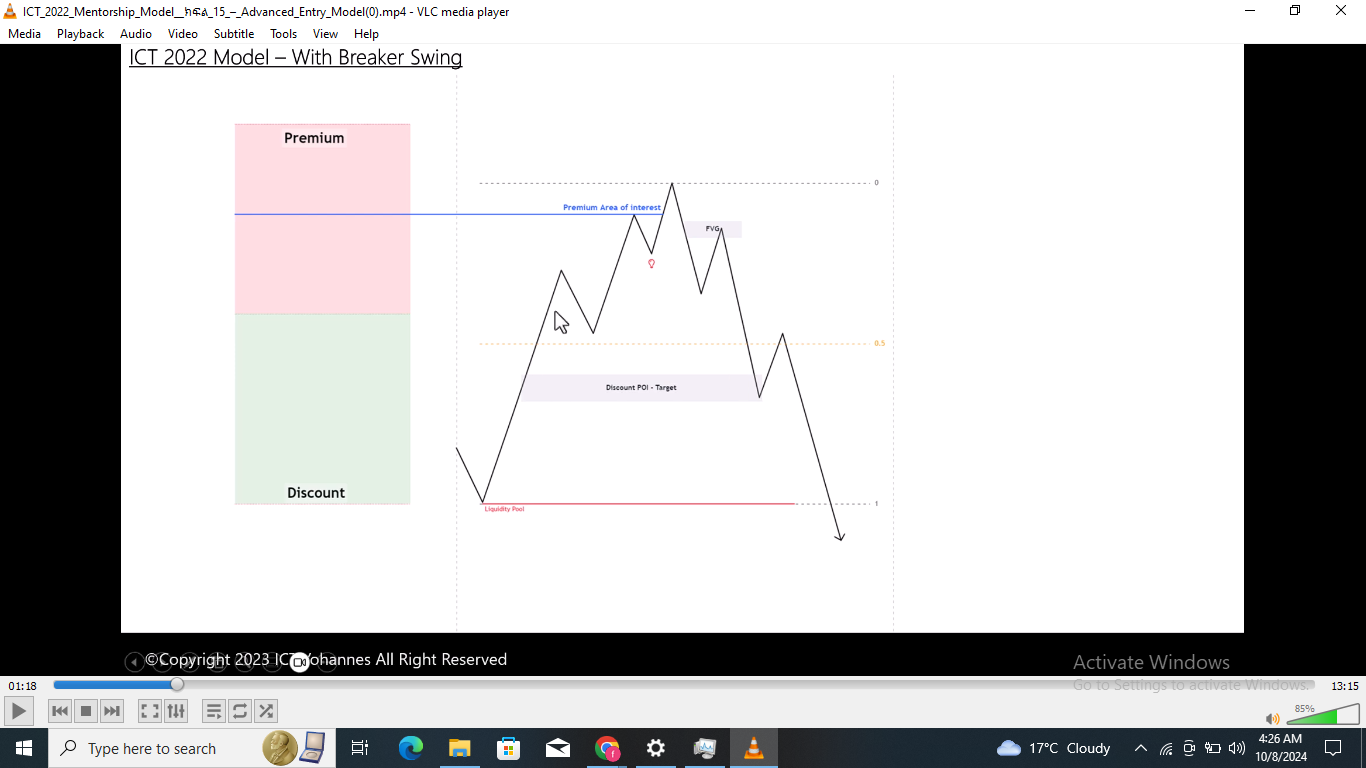 ICT_2022_Mentorship_Model__ክፍል_15_–_Advanced_Entry_Model(0).mp4 - VLC media player
Media Playback Audio Video Subtitle Tools View Help
ICT 2022 Model – With Breaker Swing
Premium
0
Premium Area of interest
FVG
0.5
Discount POI - Target
Discount
1
Liquidity Pool
©Copyright 2023 ICT Yohannes All Right Reserved
Activate Windows
Go to Settings to activate Windows.
01:18
13:15
85%
Type here to search
17°C Cloudy
4:26 AM
10/8/2024